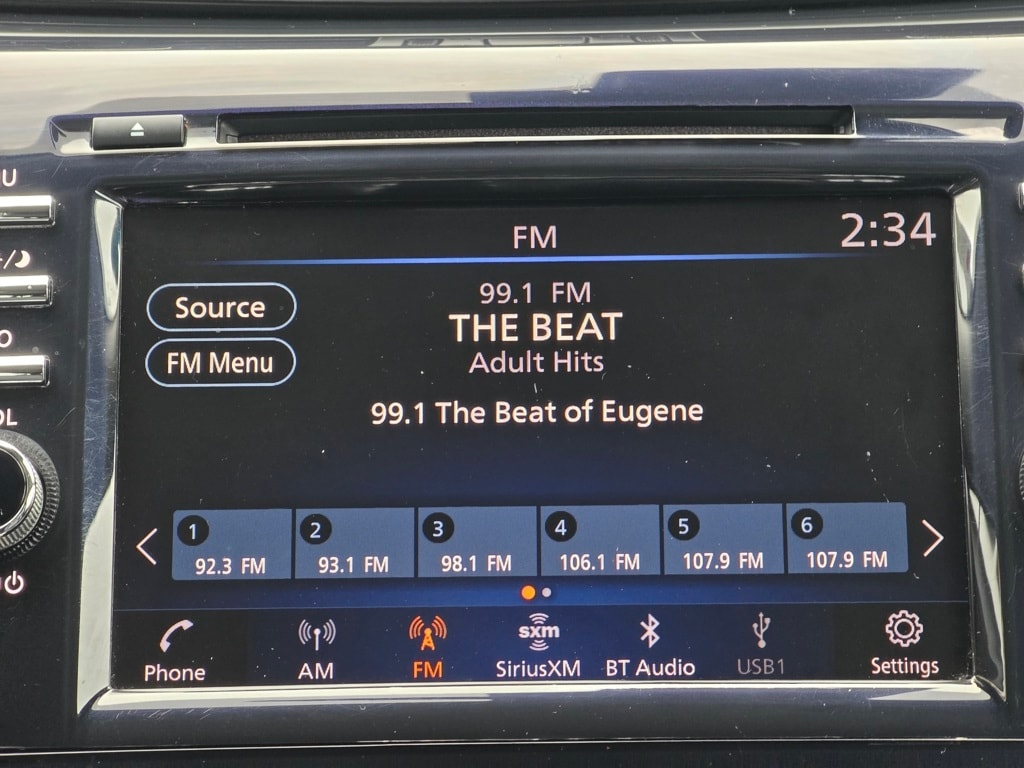 FM
2:34
Source
FM Menu
99.1 FM
THE BEAT
Adult Hits
99.1 The Beat of Eugene
1 2 3 4 5 6
92.3 FM 93.1 FM 98.1 FM 106.1 FM 107.9 FM 107.9 FM
sxm
Phone AM FM SiriusXM BT Audio USB1 Settings